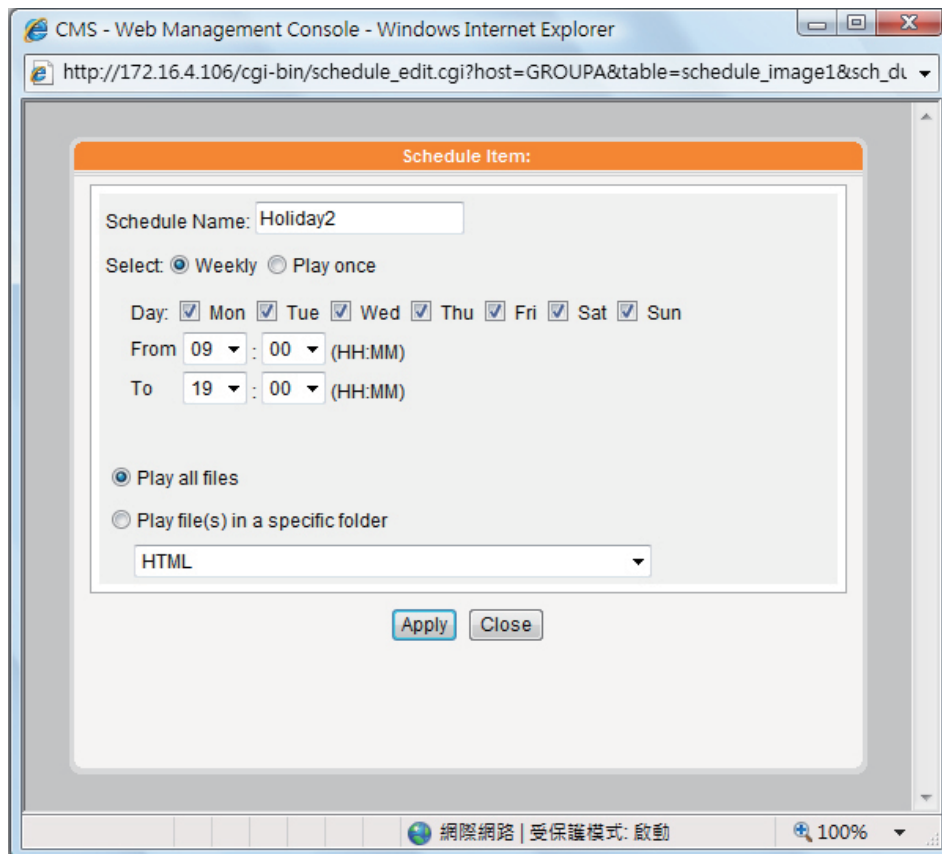 CMS - Web Management Console - Windows Internet Explorer
http://172.16.4.106/cgi-bin/schedule_edit.cgi?host=GROUPA&table=schedule_image1&sch_du
Schedule Item:
Schedule Name: Holiday2
Select: Weekly Play once
Day: Mon Tue Wed Thu Fri Sat Sun
From 09 : 00 (HH:MM)
To 19 : 00 (HH:MM)
Play all files
Play file(s) in a specific folder
HTML
Apply Close
網際網路 | 受保護模式: 啟動 100%